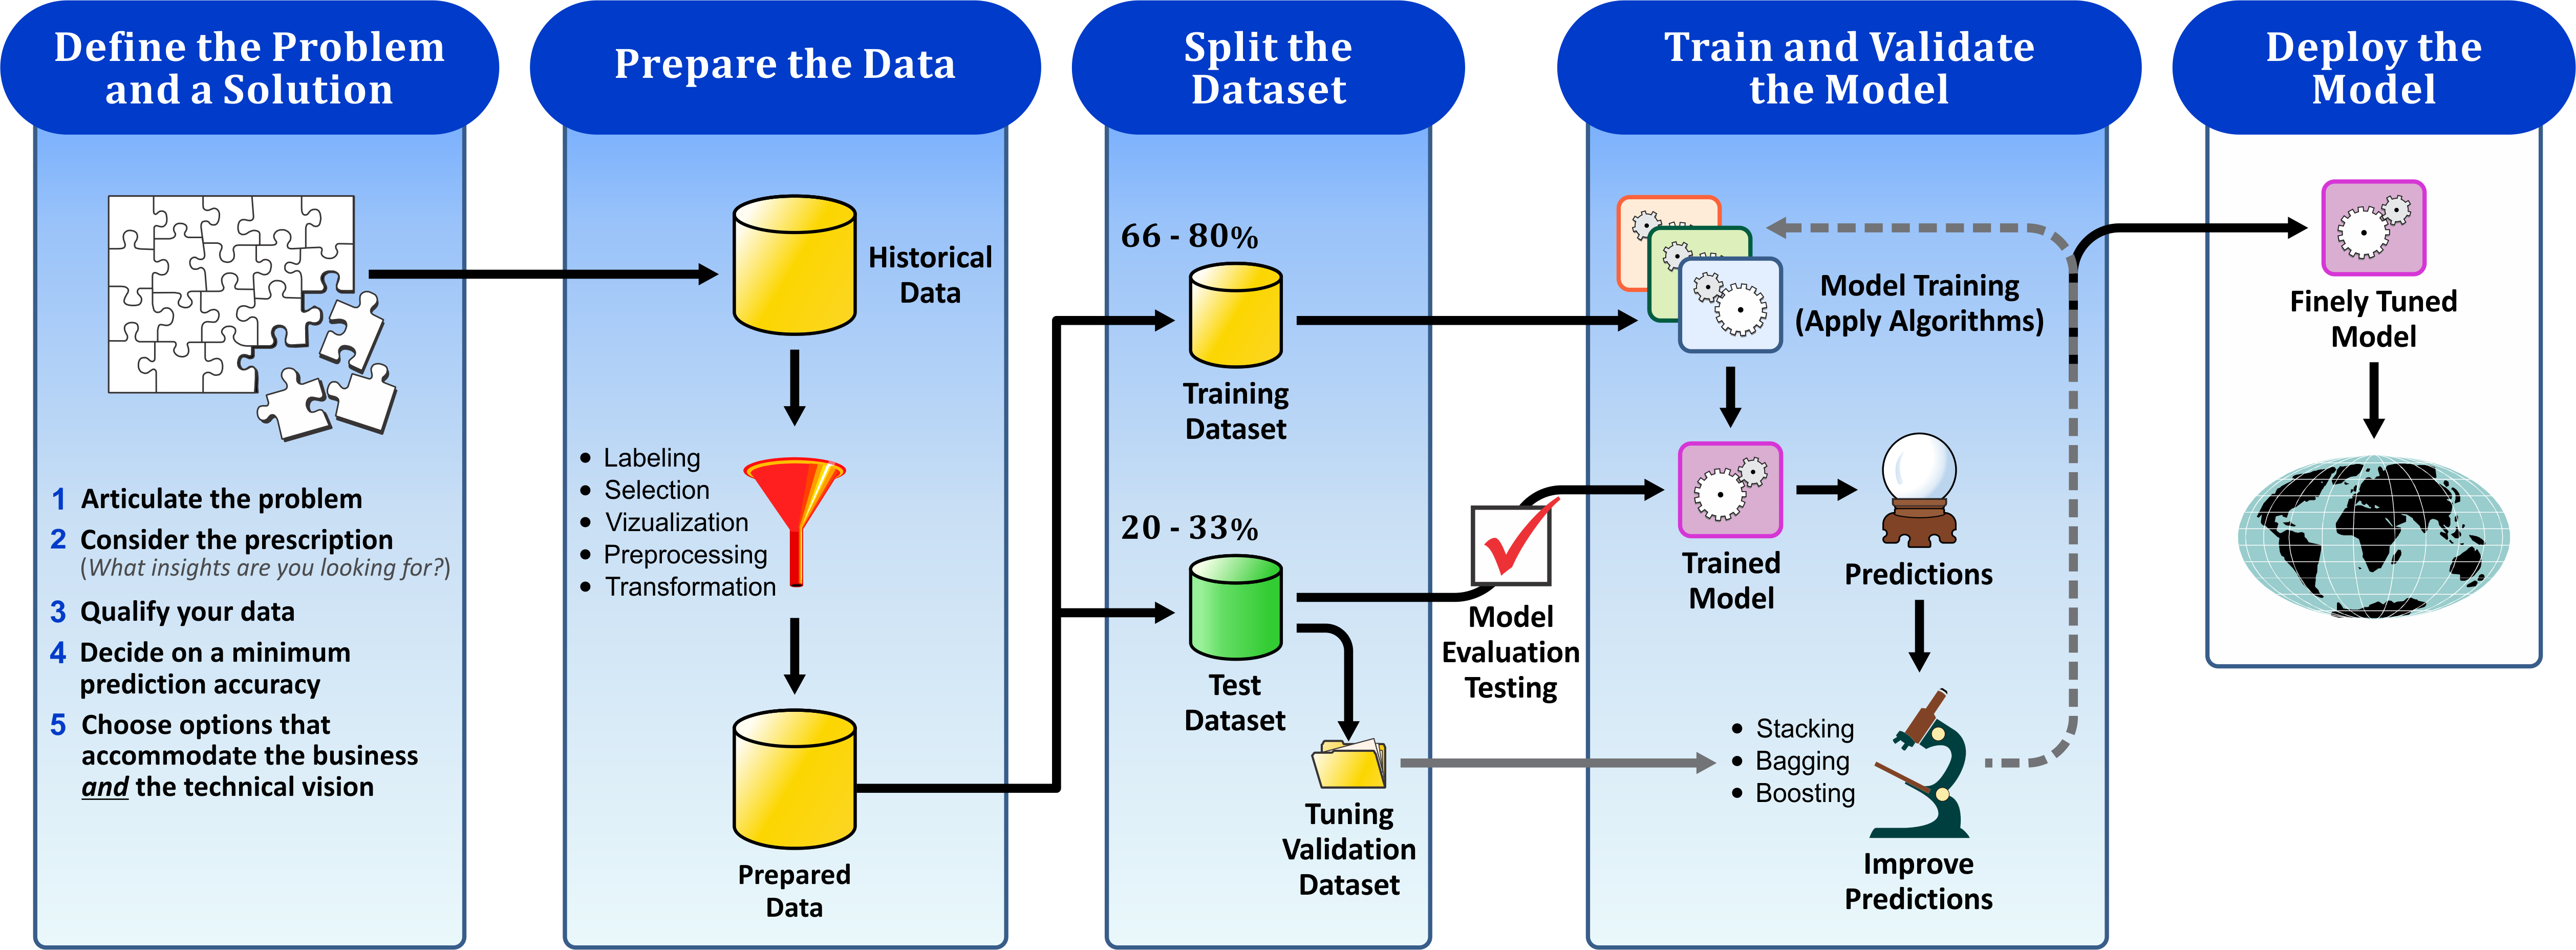 Define the Problem
and a Solution
1 Articulate the problem
2 Consider the prescription
(What insights are you looking for?)
3 Qualify your data
4 Decide on a minimum
prediction accuracy
5 Choose options that
accommodate the business
and the technical vision
Prepare the Data
Historical
Data
• Labeling
• Selection
• Vizualization
• Preprocessing
• Transformation
Prepared
Data
Split the
Dataset
66 - 80%
Training
Dataset
20 - 33%
Test
Dataset
Tuning
Validation
Dataset
Model
Evaluation
Testing
Train and Validate
the Model
Model Training
(Apply Algorithms)
Trained
Model
Predictions
• Stacking
• Bagging
• Boosting
Improve
Predictions
Deploy the
Model
Finely Tuned
Model